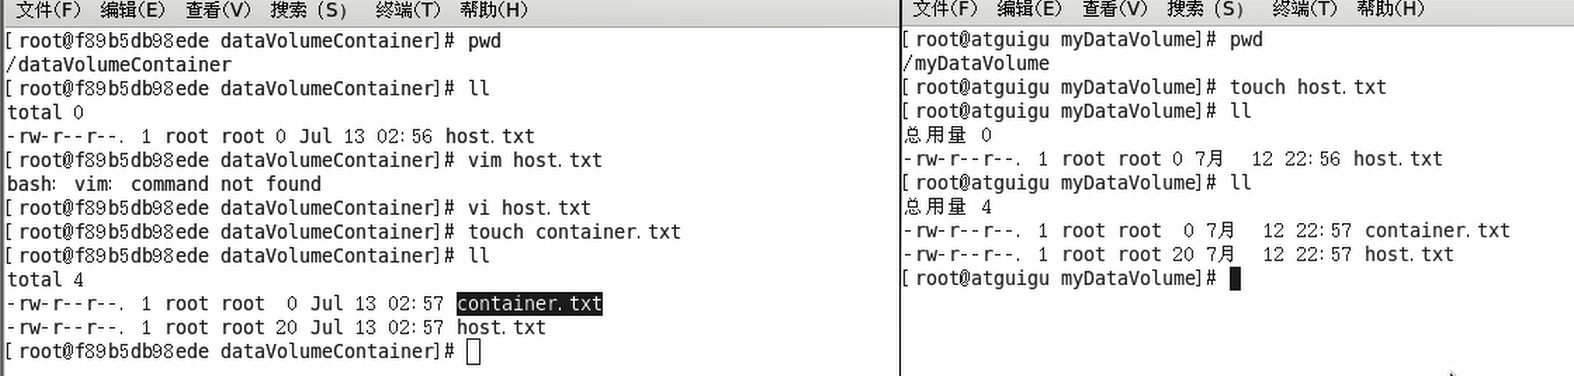 文件(F) 编辑(E) 查看(V) 搜索 (S) 终端(T) 帮助(H)
[root@f89b5db98ede dataVolumeContainer]# pwd
/dataVolumeContainer
[root@f89b5db98ede dataVolumeContainer]# ll
total 0
-rw-r--r--. 1 root root 0 Jul 13 02:56 host.txt
[root@f89b5db98ede dataVolumeContainer]# vim host.txt
bash: vim: command not found
[root@f89b5db98ede dataVolumeContainer]# vi host.txt
[root@f89b5db98ede dataVolumeContainer]# touch container.txt
[root@f89b5db98ede dataVolumeContainer]# ll
total 4
-rw-r--r--. 1 root root  0 Jul 13 02:57 container.txt
-rw-r--r--. 1 root root 20 Jul 13 02:57 host.txt
[root@f89b5db98ede dataVolumeContainer]#
文件(F) 编辑(E) 查看(V) 搜索 (S) 终端(T) 帮助(H)
[root@atguigu myDataVolume]# pwd
/myDataVolume
[root@atguigu myDataVolume]# touch host.txt
[root@atguigu myDataVolume]# ll
总用量 0
-rw-r--r--. 1 root root 0 7月  12 22:56 host.txt
[root@atguigu myDataVolume]# ll
总用量 4
-rw-r--r--. 1 root root  0 7月  12 22:57 container.txt
-rw-r--r--. 1 root root 20 7月  12 22:57 host.txt
[root@atguigu myDataVolume]#